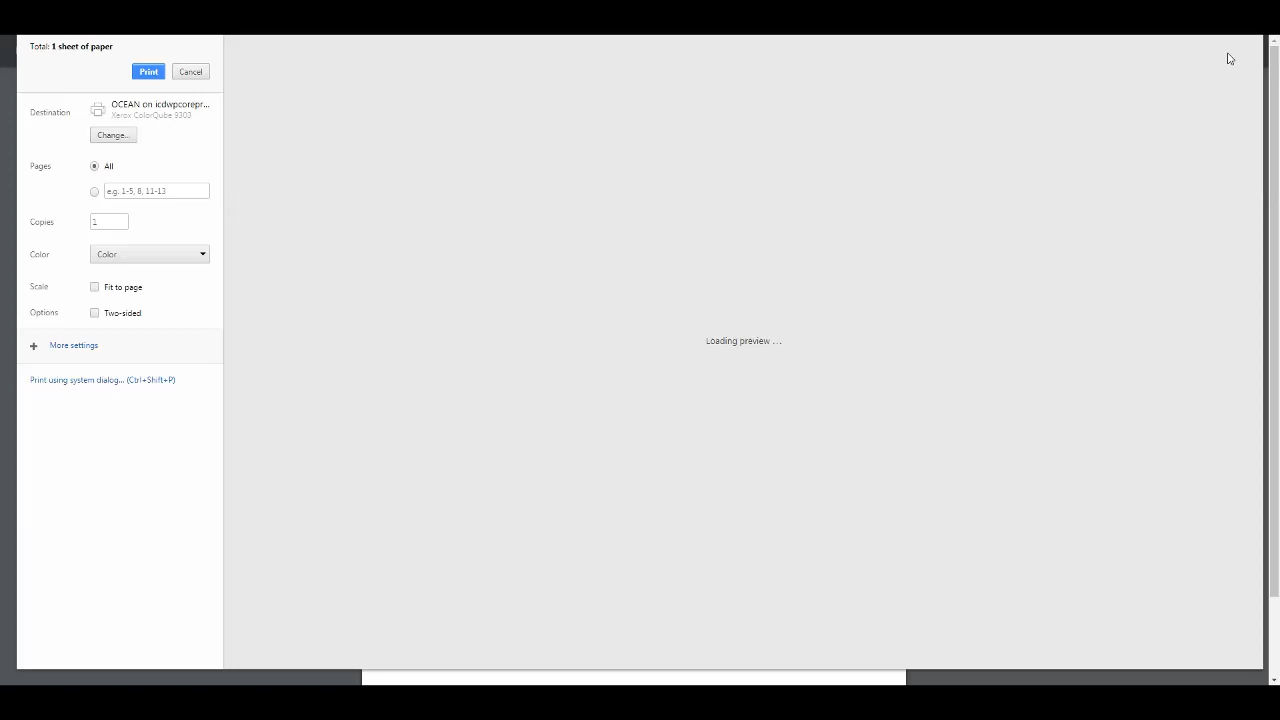 Total: 1 sheet of paper
Print Cancel
Destination OCEAN on icdwpcorepr...
Xerox ColorQube 9303
Change...
Pages All
e.g. 1-5, 8, 11-13
Copies 1
Color Color
Scale Fit to page
Options Two-sided
More settings
Print using system dialog... (Ctrl+Shift+P)
Loading preview ...